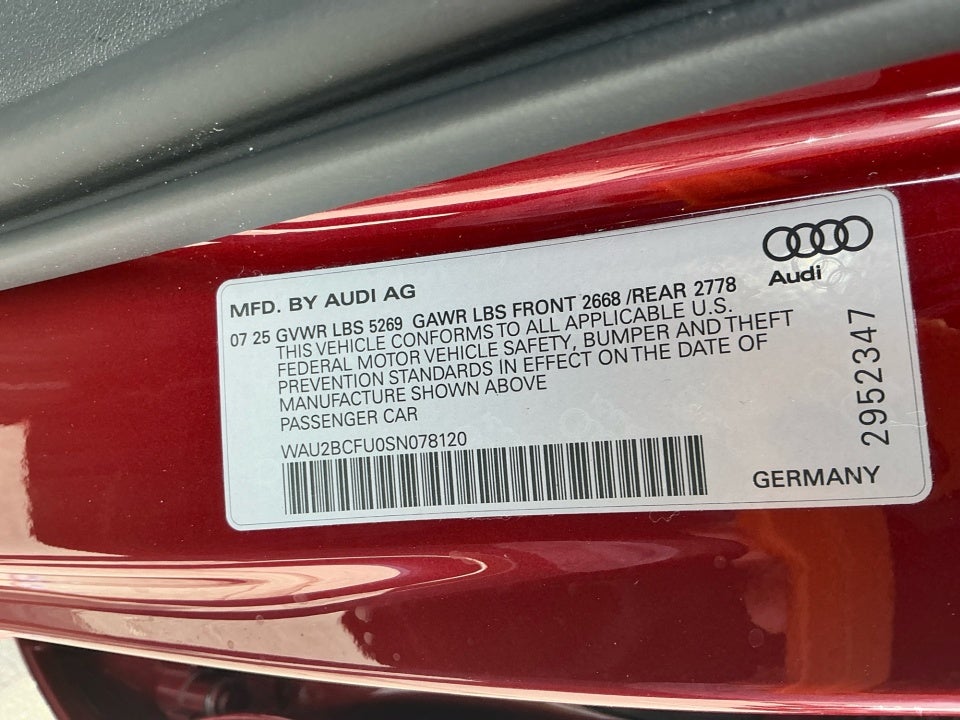 Audi
MFD. BY AUDI AG
07 25 GVWR LBS 5269 GAWR LBS FRONT 2668 /REAR 2778
THIS VEHICLE CONFORMS TO ALL APPLICABLE U.S.
FEDERAL MOTOR VEHICLE SAFETY, BUMPER AND THEFT
PREVENTION STANDARDS IN EFFECT ON THE DATE OF
MANUFACTURE SHOWN ABOVE
PASSENGER CAR
WAU2BCFU0SN078120
GERMANY
2952347